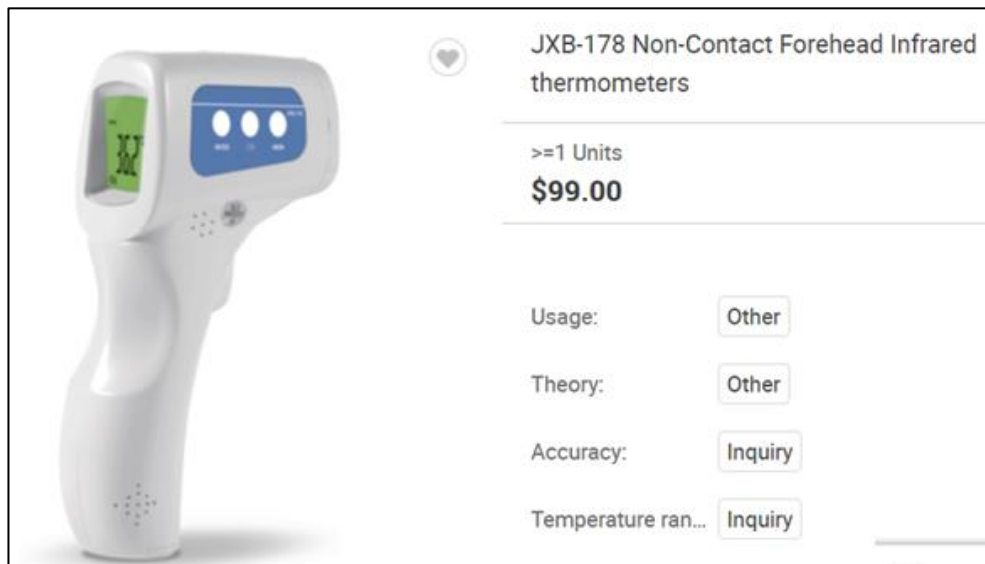 JXB-178 Non-Contact Forehead Infrared
thermometers
>=1 Units
$99.00
Usage: Other
Theory: Other
Accuracy: Inquiry
Temperature ran... Inquiry